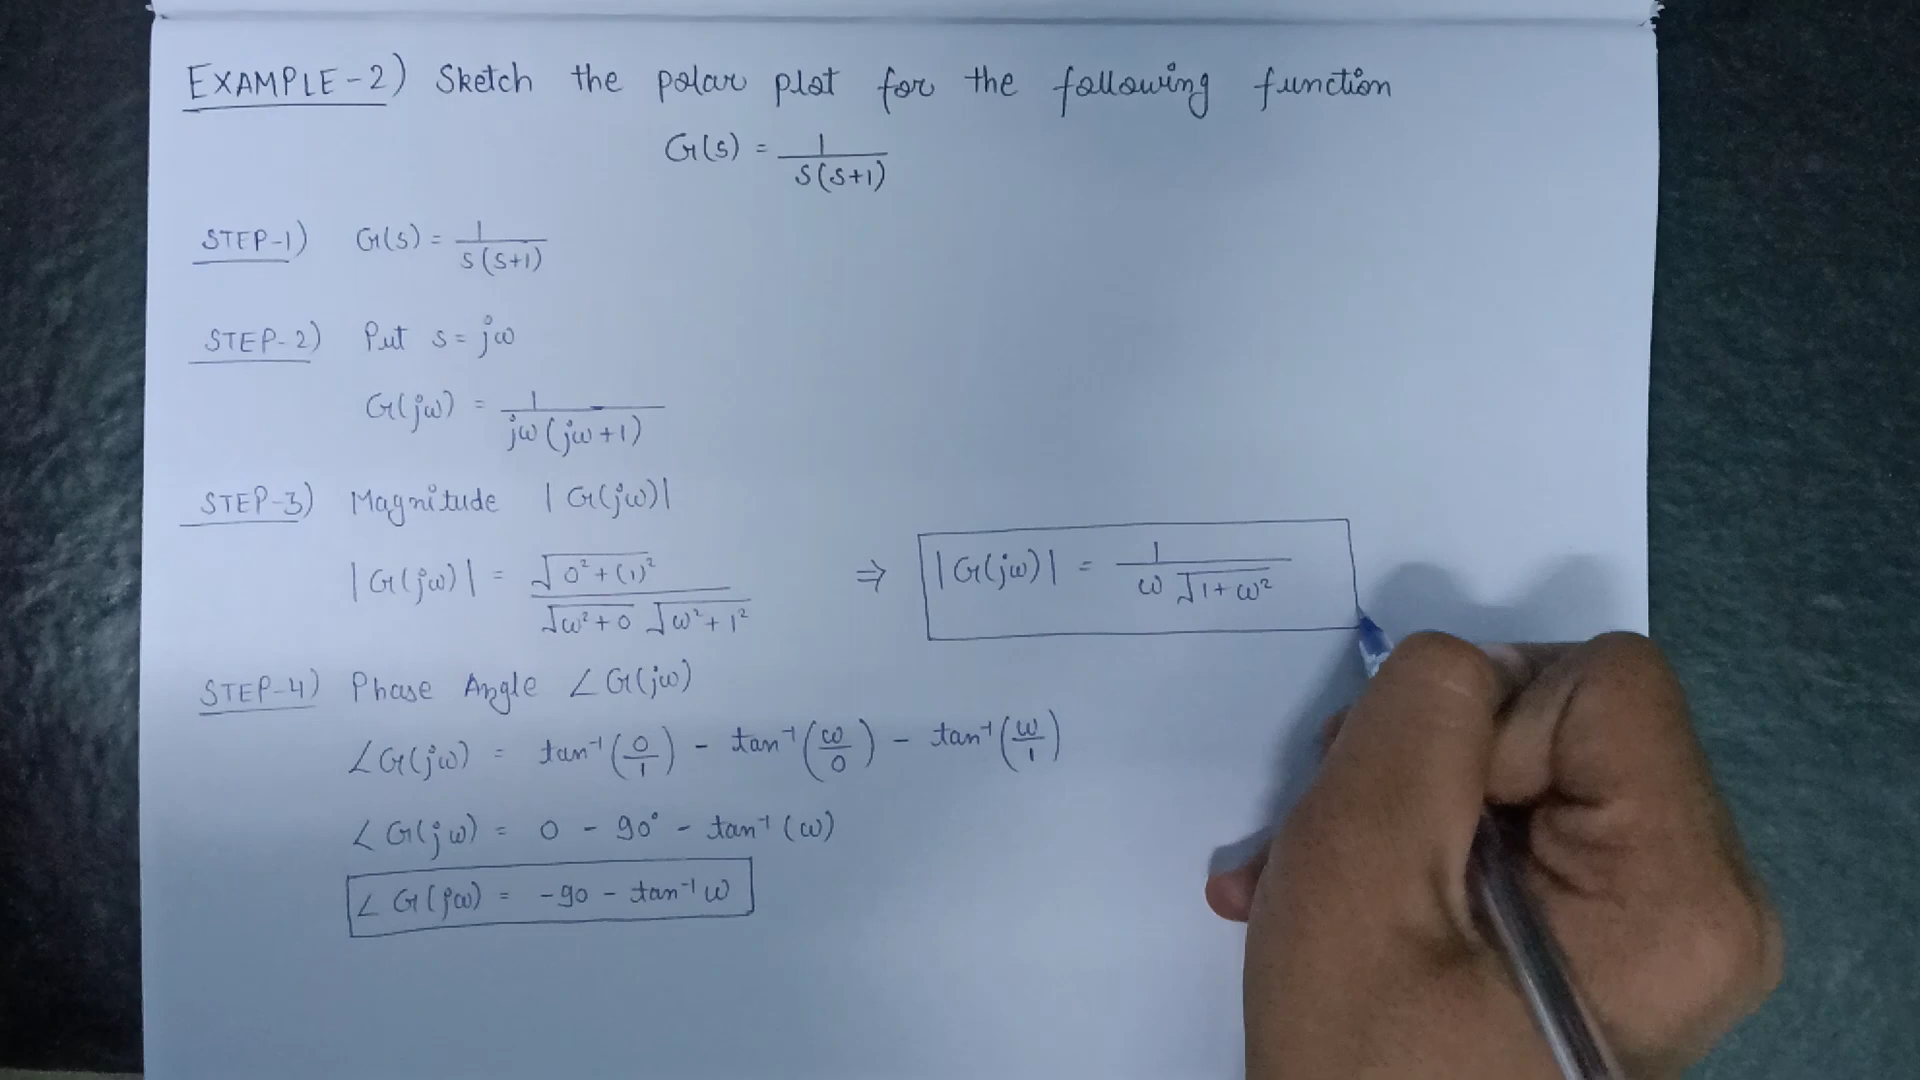 EXAMPLE-2) Sketch the polar plot for the following function
G(s) = 1/(s(s+1))
STEP-1) G(s) = 1/(s(s+1))
STEP-2) Put s = jω
G(jω) = 1/(jω(jω+1))
STEP-3) Magnitude |G(jω)|
|G(jω)| = √(0²+(1)²)/(√(ω²+0) √(ω²+1²)) ⇒ |G(jω)| = 1/(ω√(1+ω²))
STEP-4) Phase Angle ∠G(jω)
∠G(jω) = tan⁻¹(0/1) - tan⁻¹(ω/0) - tan⁻¹(ω/1)
∠G(jω) = 0 - 90° - tan⁻¹(ω)
∠G(jω) = -90 - tan⁻¹ω